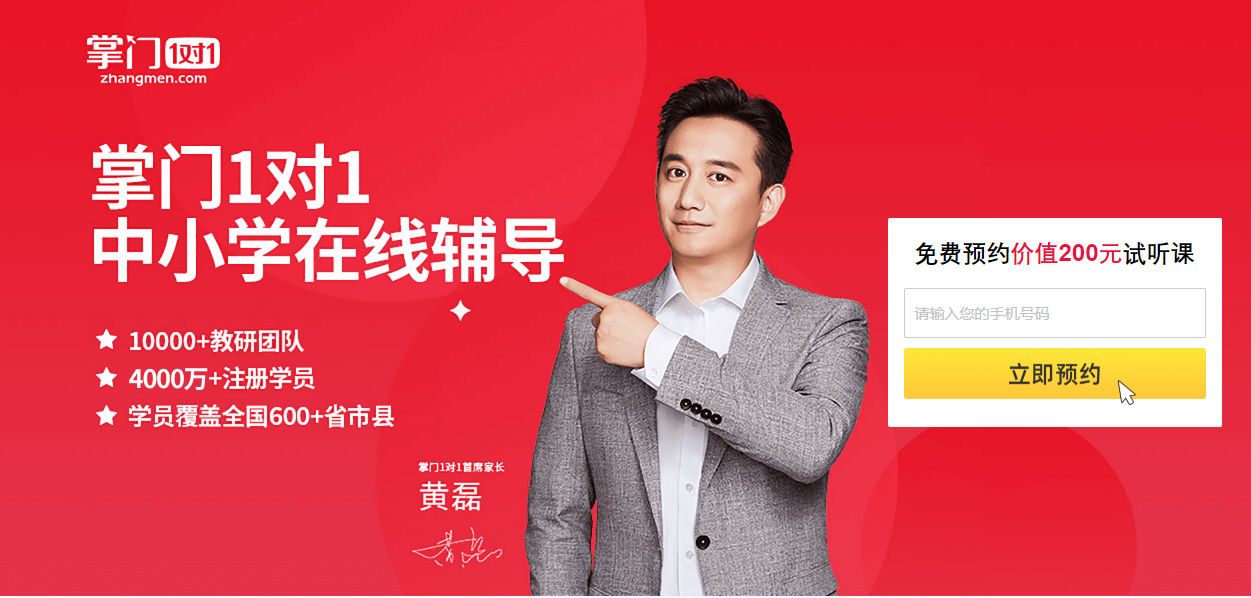 掌门1对1
zhangmen.com
掌门1对1
中小学在线辅导
10000+教研团队
4000万+注册学员
学员覆盖全国600+省市县
掌门1对1首席家长
黄磊
黄磊
免费预约价值200元试听课
请输入您的手机号码
立即预约